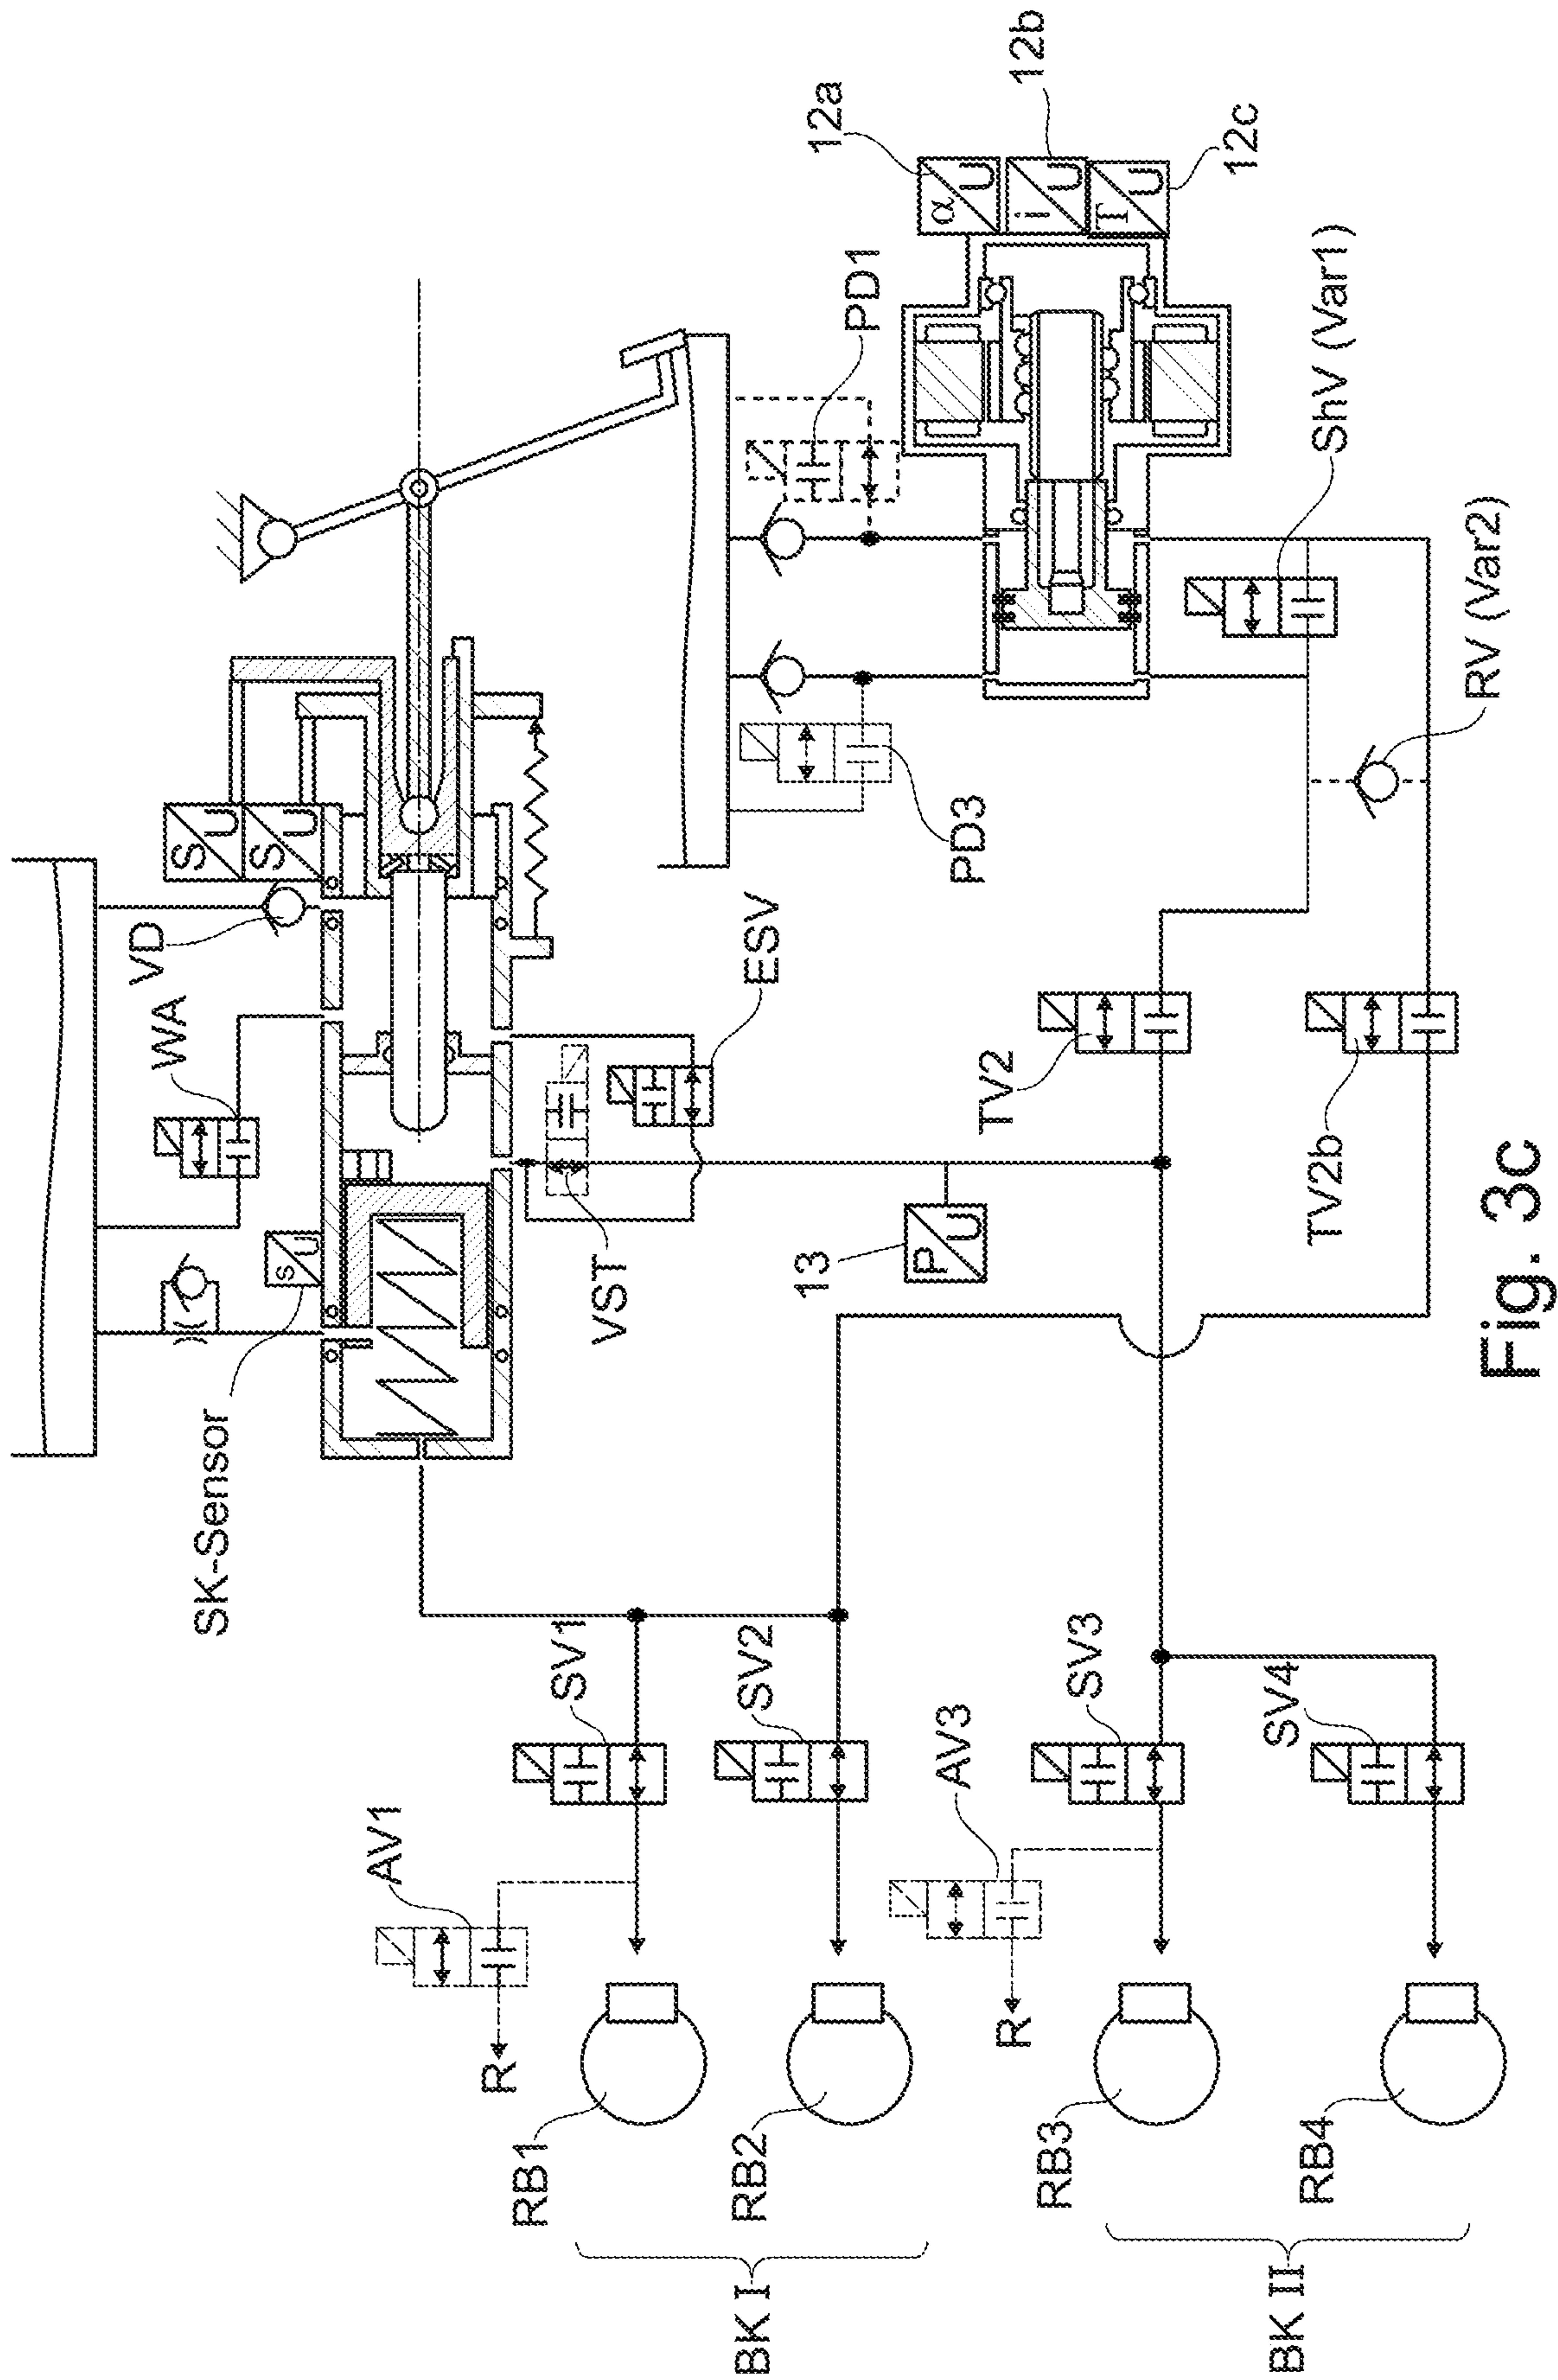 SK-Sensor
WA
VD
S
U
S
U
s
U
VST
ESV
PD1
PD3
12a
α
U
12b
i
U
12c
T
U
ShV (Var1)
RV (Var2)
TV2
TV2b
13
P
U
SV1
SV2
SV3
SV4
AV1
R
AV3
R
RB1
RB2
RB3
RB4
BK I
BK II
Fig. 3c